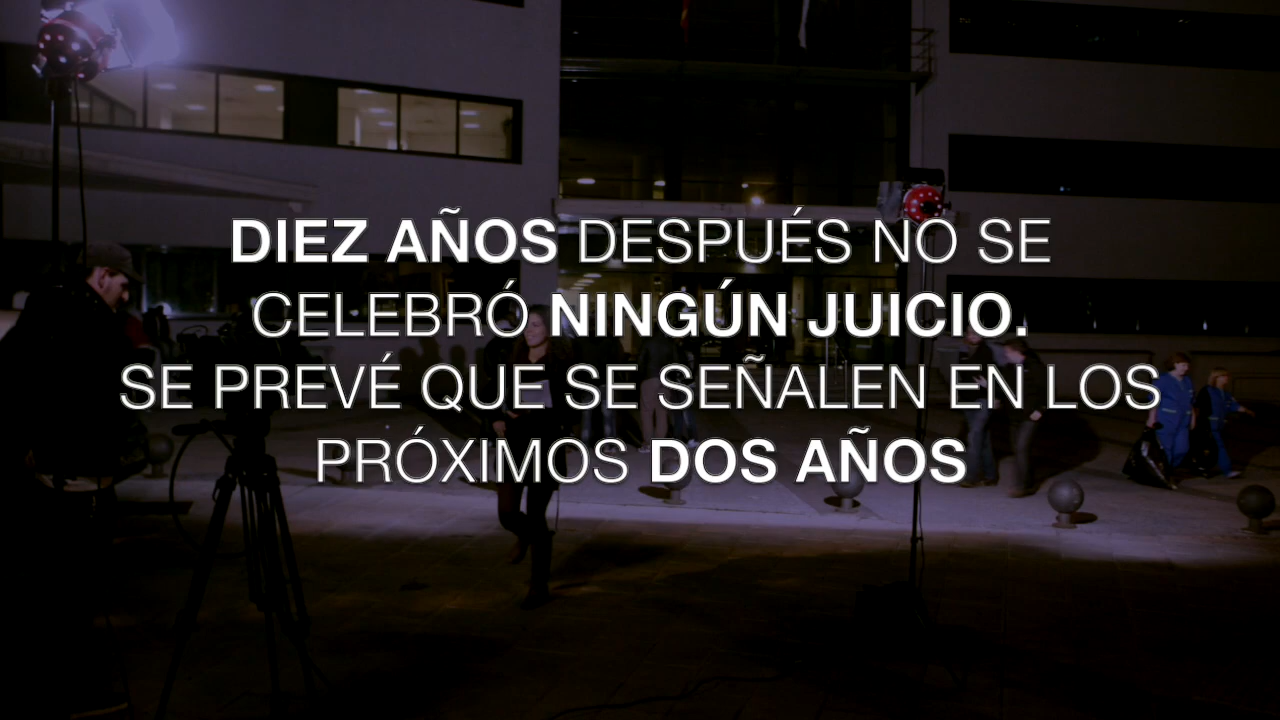 DIEZ AÑOS DESPUÉS NO SE
CELEBRÓ NINGÚN JUICIO.
SE PREVÉ QUE SE SEÑALEN EN LOS
PRÓXIMOS DOS AÑOS